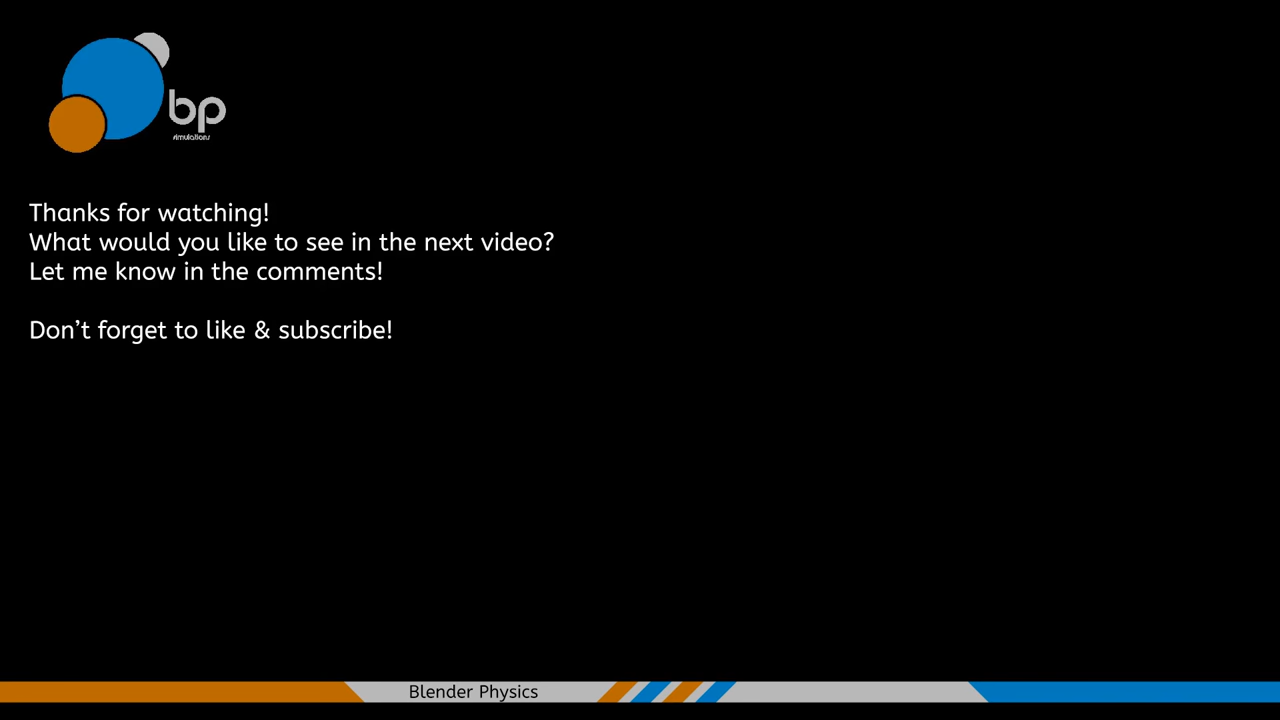 bp
simulations
Thanks for watching!
What would you like to see in the next video?
Let me know in the comments!
Don’t forget to like & subscribe!
Blender Physics